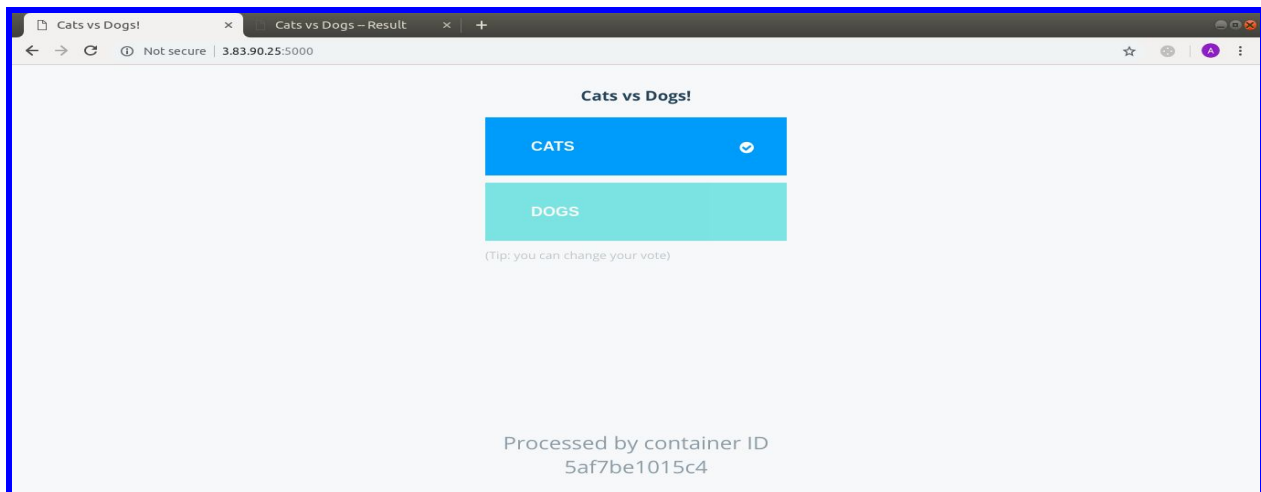 Cats vs Dogs!
Cats vs Dogs – Result
Not secure | 3.83.90.25:5000
A
Cats vs Dogs!
CATS
DOGS
(Tip: you can change your vote)
Processed by container ID
5af7be1015c4